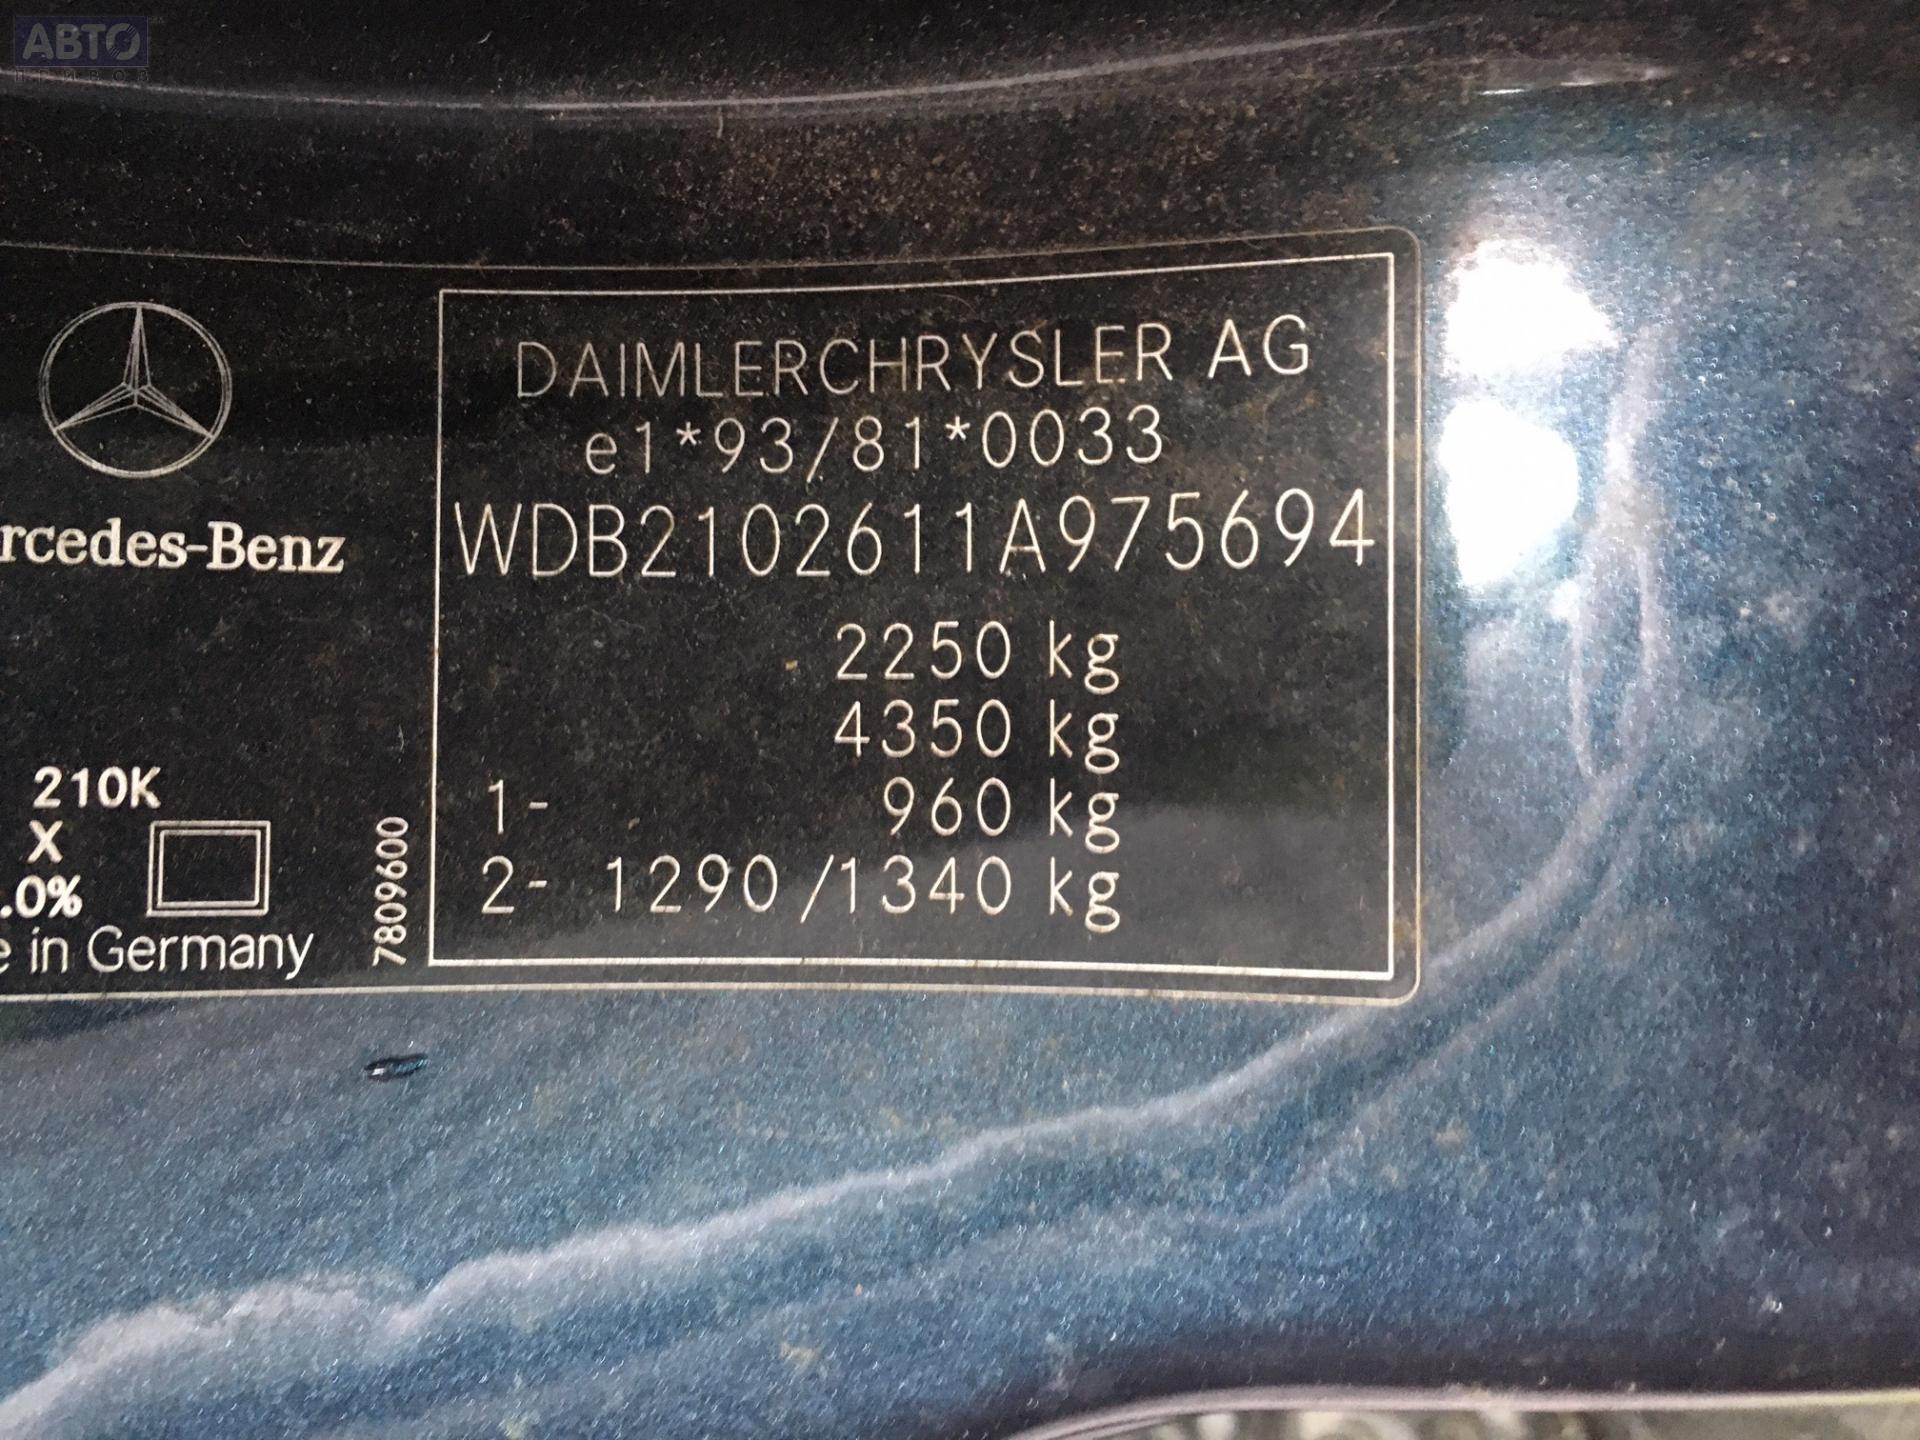 АВТО
ПРИВОЗ
DAIMLERCHRYSLER AG
e1*93/81*0033
WDB2102611A975694
2250 kg
4350 kg
1- 960 kg
2- 1290/1340 kg
rcedes-Benz
210K
X
.0%
e in Germany
7809600